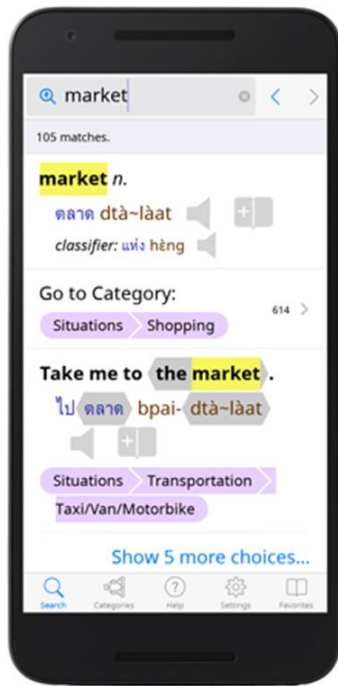 market
105 matches.
market n.
ตลาด dtà~làat
classifier: แห่ง hèng
Go to Category:
614
Situations Shopping
Take me to the market .
ไป ตลาด bpai- dtà~làat
Situations Transportation
Taxi/Van/Motorbike
Show 5 more choices...
Search Categories Help Settings Favorites